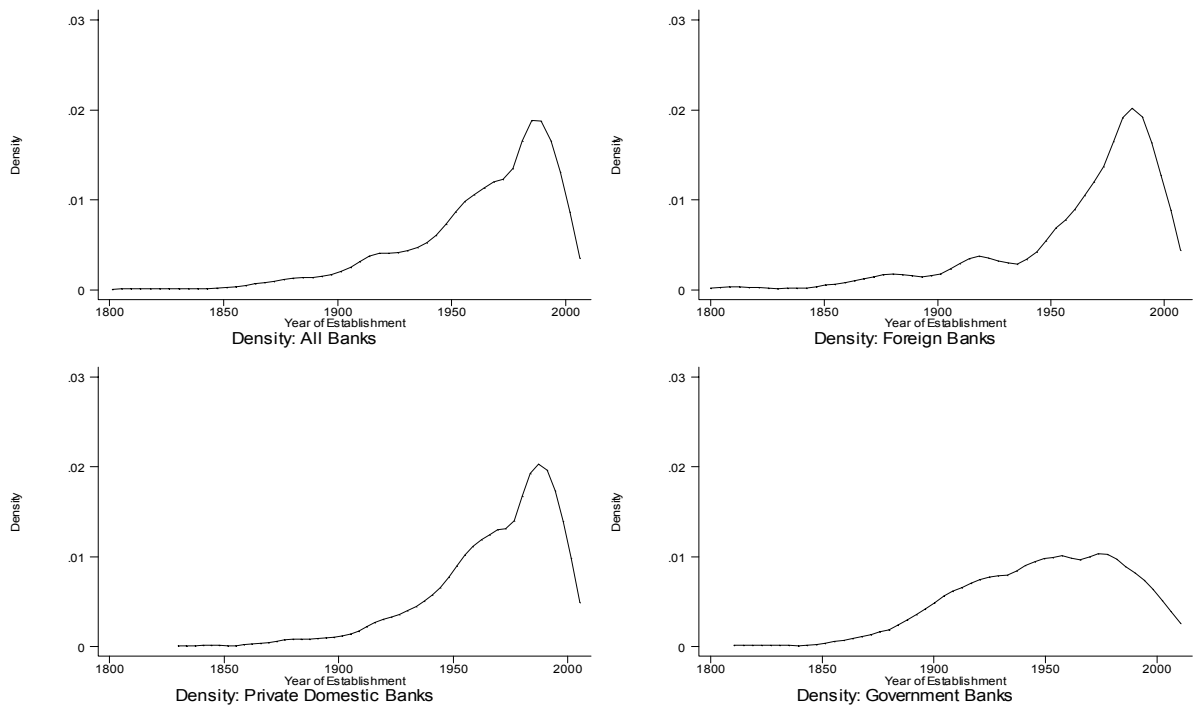 .03
.02
.01
0
Density
1800 1850 1900 1950 2000
Year of Establishment
Density: All Banks
.03
.02
.01
0
Density
1800 1850 1900 1950 2000
Year of Establishment
Density: Foreign Banks
.03
.02
.01
0
Density
1800 1850 1900 1950 2000
Year of Establishment
Density: Private Domestic Banks
.03
.02
.01
0
Density
1800 1850 1900 1950 2000
Year of Establishment
Density: Government Banks